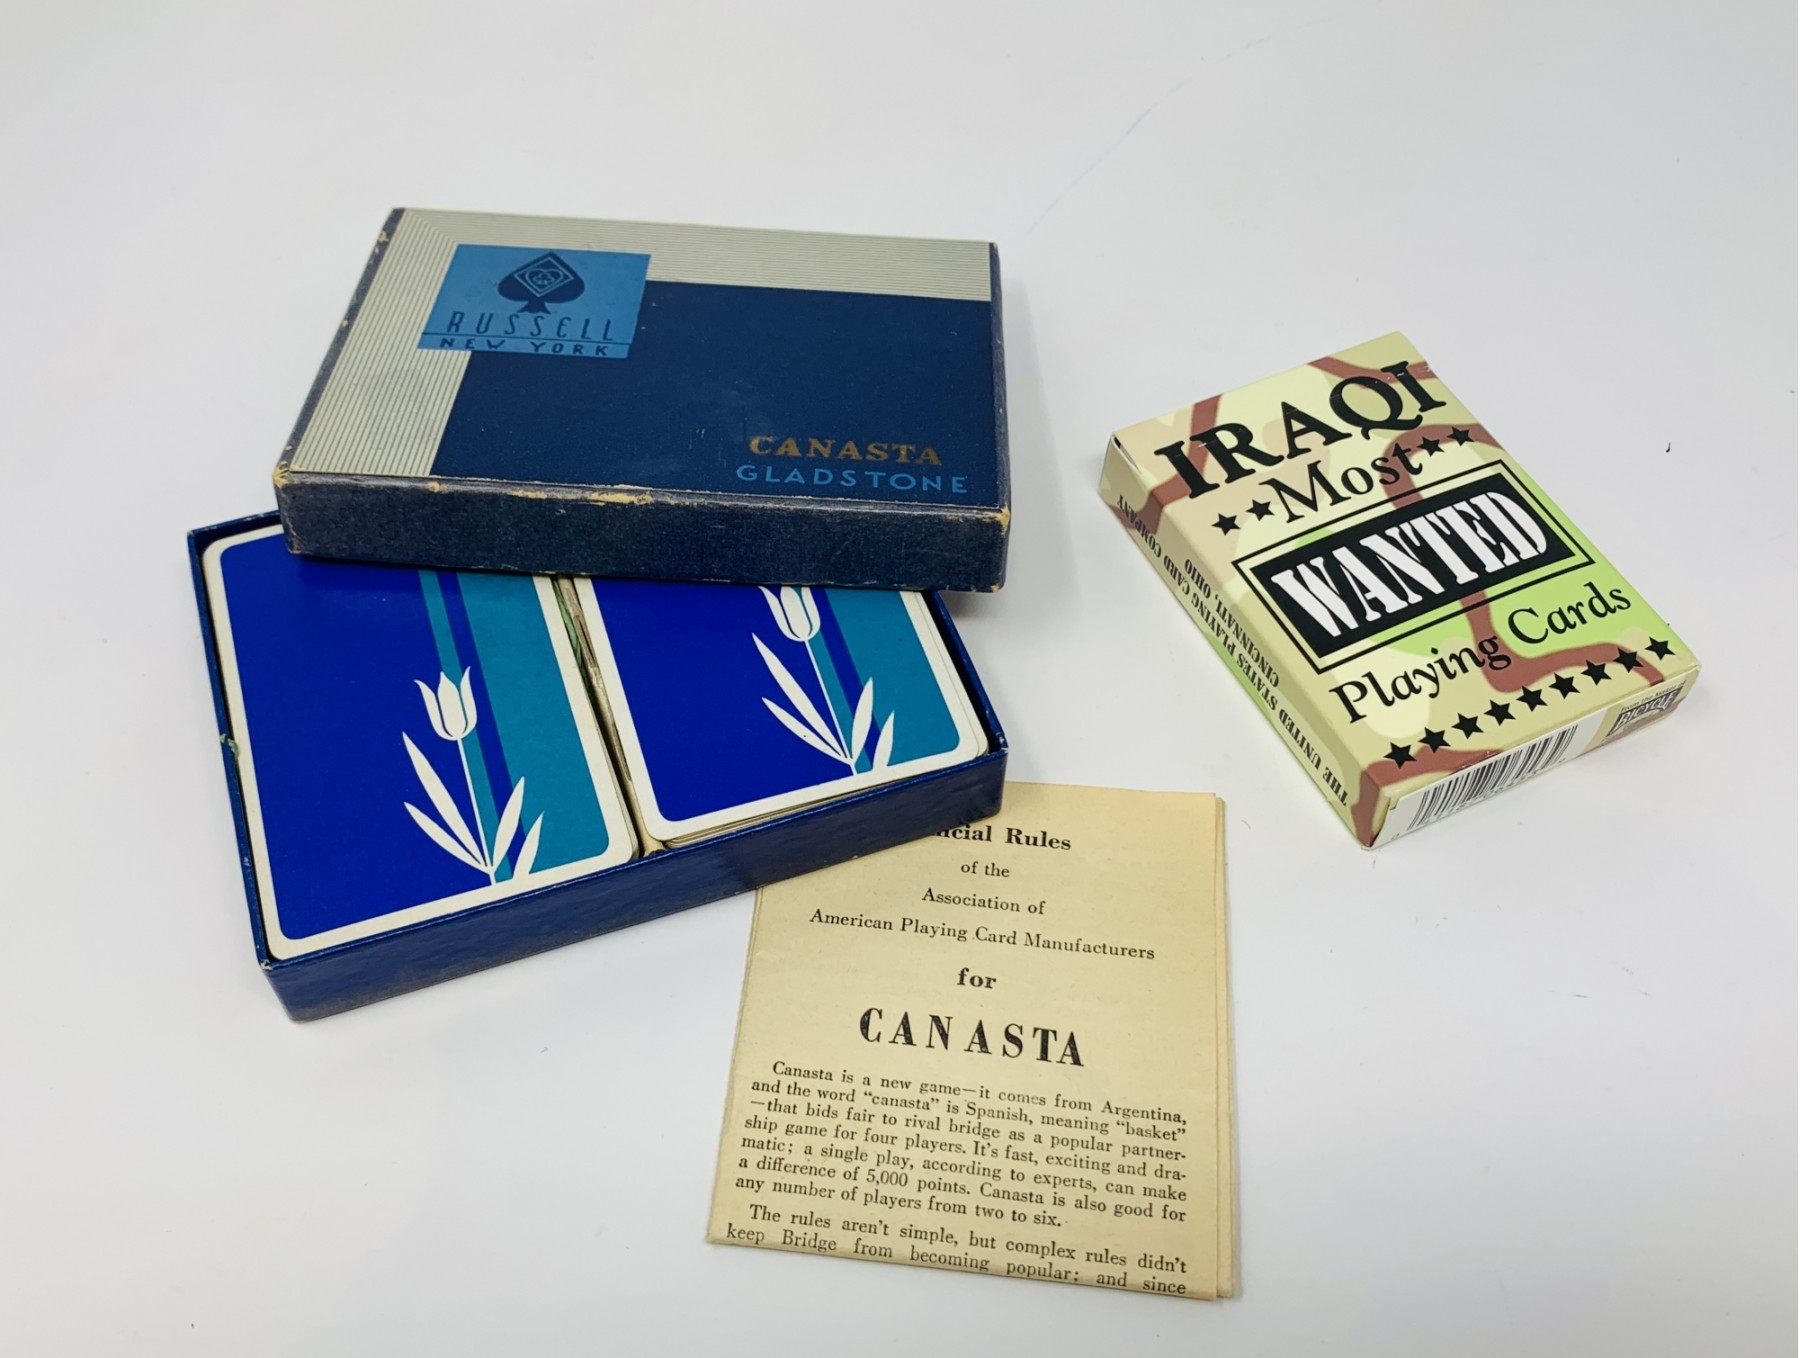 RUSSELL
NEW YORK
CANASTA
GLADSTONE
IRAQI
Most
WANTED
Playing Cards
THE UNITED STATES PLAYING CARD COMPANY
CINCINNATI, OHIO
BICYCLE
Rules
of the
Association of
American Playing Card Manufacturers
for
CANASTA
Canasta is a new game—it comes from Argentina,
and the word "canasta" is Spanish, meaning "basket"
—that bids fair to rival bridge as a popular partner-
ship game for four players. It's fast, exciting and dra-
matic; a single play, according to experts, can make
a difference of 5,000 points. Canasta is also good for
any number of players from two to six.
The rules aren't simple, but complex rules didn't
keep Bridge from becoming popular; and since